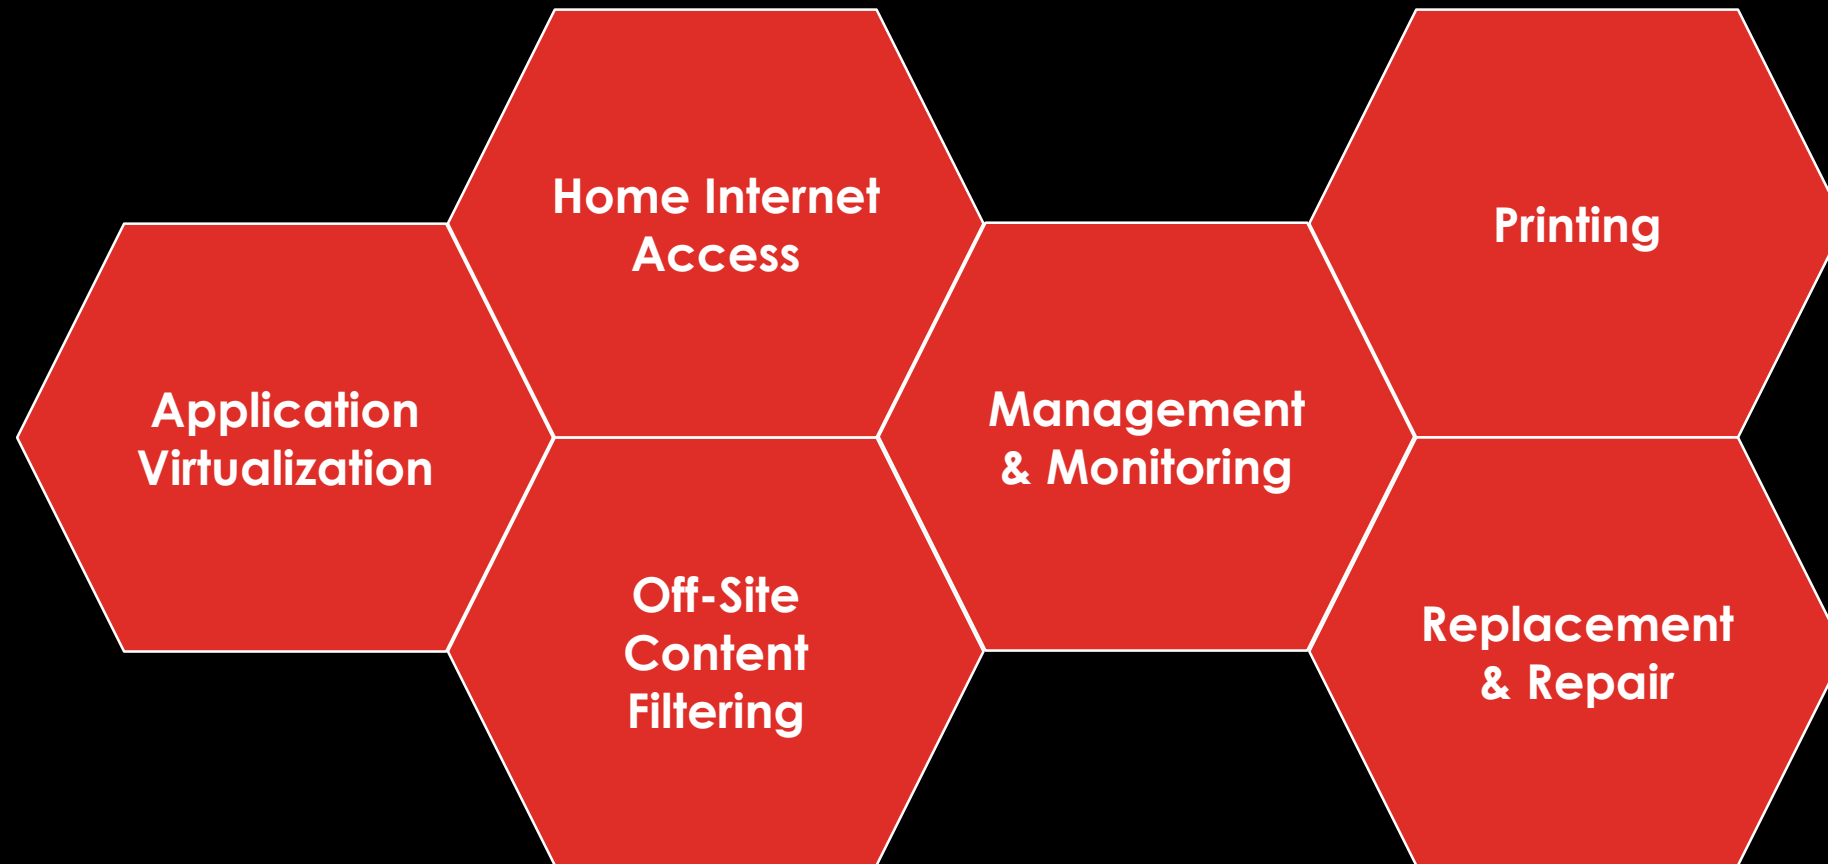 Application
Virtualization
Home Internet
Access
Off-Site
Content
Filtering
Management
& Monitoring
Printing
Replacement
& Repair